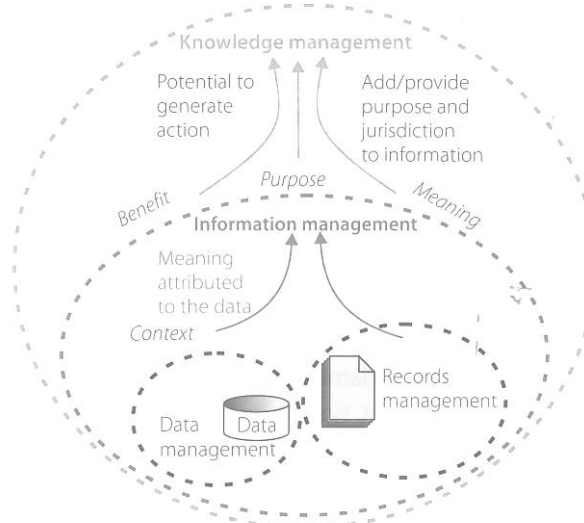 Knowledge management
Potential to
generate
action
Add/provide
purpose and
jurisdiction
to information
Benefit
Purpose
Meaning
Information management
Meaning
attributed
to the data
Context
Data
management
Data
Records
management